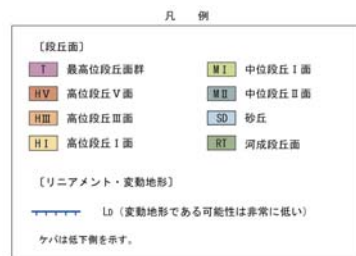 凡 例
〔段丘面〕
T 最高位段丘面群
HⅤ 高位段丘Ⅴ面
HⅢ 高位段丘Ⅲ面
HⅠ 高位段丘Ⅰ面
MⅠ 中位段丘Ⅰ面
MⅡ 中位段丘Ⅱ面
SD 砂丘
RT 河成段丘面
〔リニアメント・変動地形〕
LD（変動地形である可能性は非常に低い）
ケバは低下側を示す。